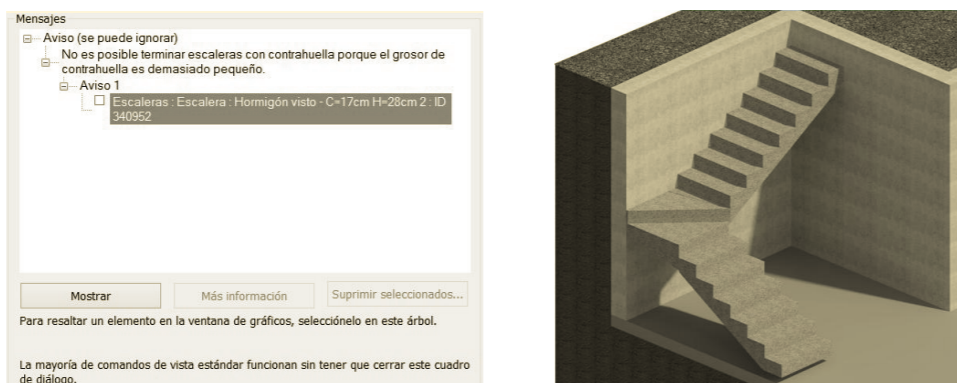 Mensajes
Aviso (se puede ignorar)
No es posible terminar escaleras con contrahuella porque el grosor de
contrahuella es demasiado pequeño.
Aviso 1
Escaleras : Escalera : Hormigón visto - C=17cm H=28cm 2 : ID
340952
Mostrar
Más información
Suprimir seleccionados...
Para resaltar un elemento en la ventana de gráficos, selecciónelo en este árbol.
La mayoría de comandos de vista estándar funcionan sin tener que cerrar este cuadro
de diálogo.